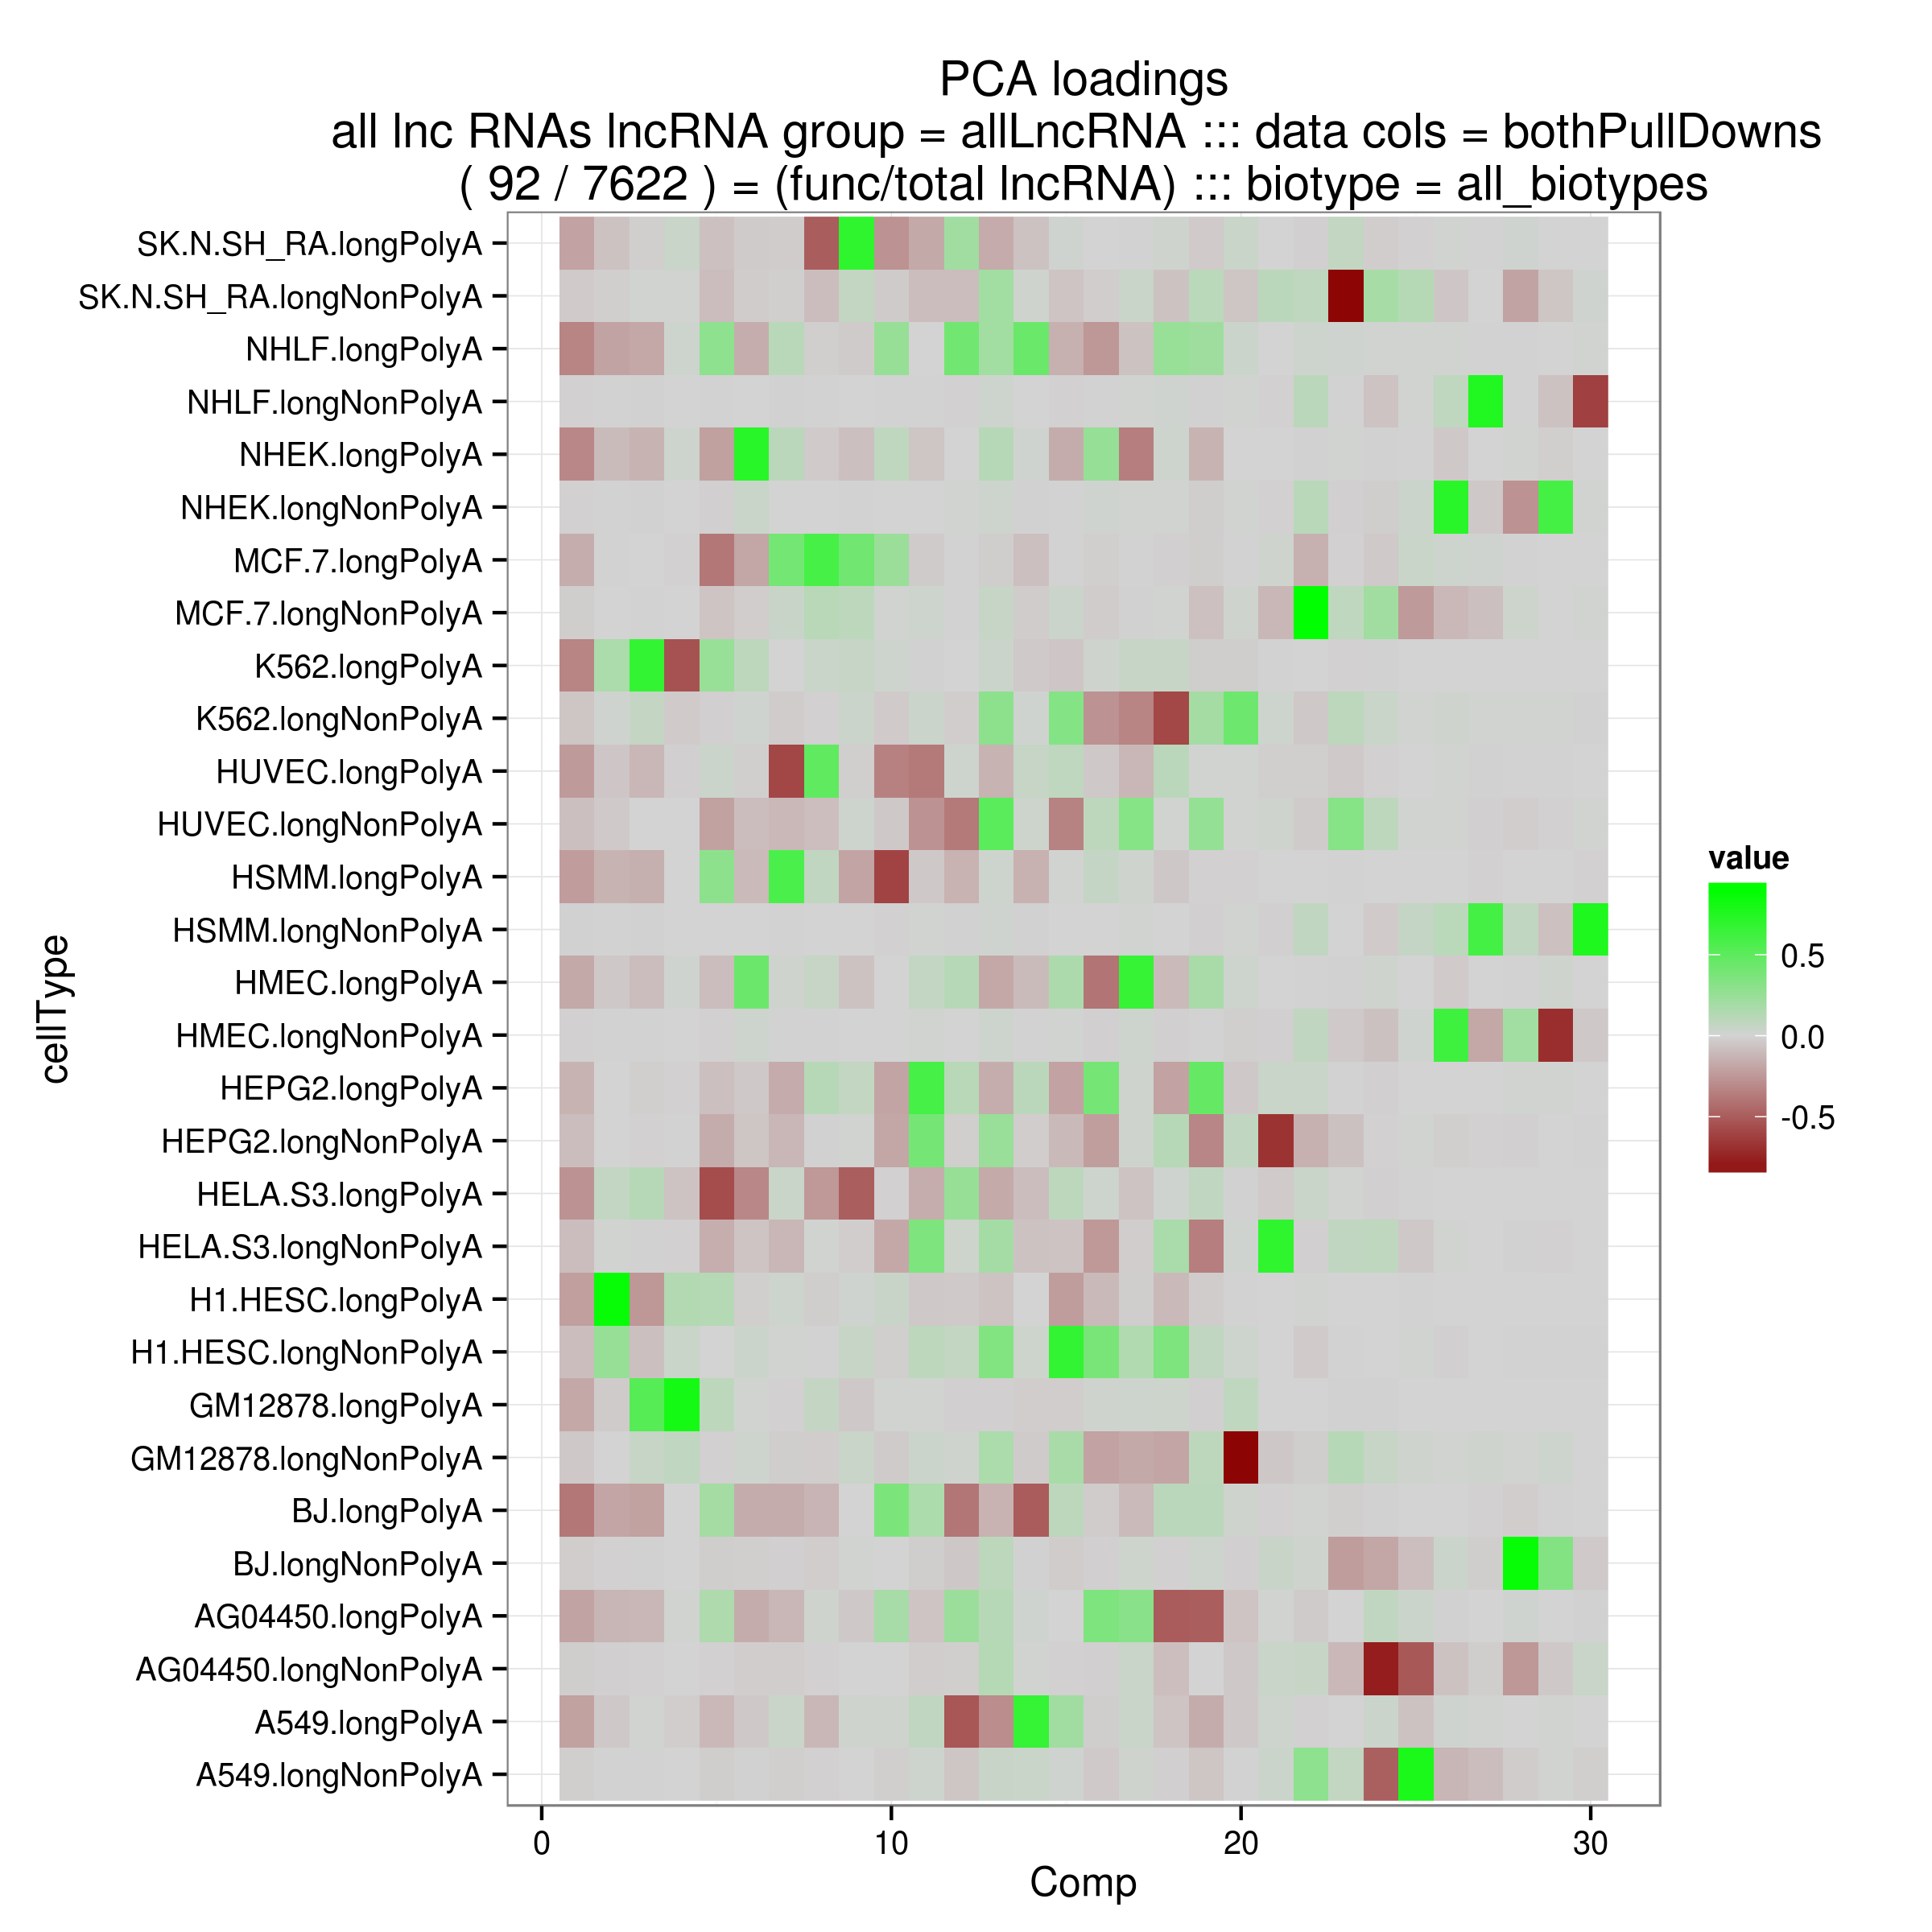 PCA loadings
all lnc RNAs lncRNA group = allLncRNA ::: data cols = bothPullDowns
( 92 / 7622 ) = (func/total lncRNA) ::: biotype = all_biotypes
cellType
SK.N.SH_RA.longPolyA
SK.N.SH_RA.longNonPolyA
NHLF.longPolyA
NHLF.longNonPolyA
NHEK.longPolyA
NHEK.longNonPolyA
MCF.7.longPolyA
MCF.7.longNonPolyA
K562.longPolyA
K562.longNonPolyA
HUVEC.longPolyA
HUVEC.longNonPolyA
HSMM.longPolyA
HSMM.longNonPolyA
HMEC.longPolyA
HMEC.longNonPolyA
HEPG2.longPolyA
HEPG2.longNonPolyA
HELA.S3.longPolyA
HELA.S3.longNonPolyA
H1.HESC.longPolyA
H1.HESC.longNonPolyA
GM12878.longPolyA
GM12878.longNonPolyA
BJ.longPolyA
BJ.longNonPolyA
AG04450.longPolyA
AG04450.longNonPolyA
A549.longPolyA
A549.longNonPolyA
0 10 20 30
Comp
value
0.5
0.0
-0.5